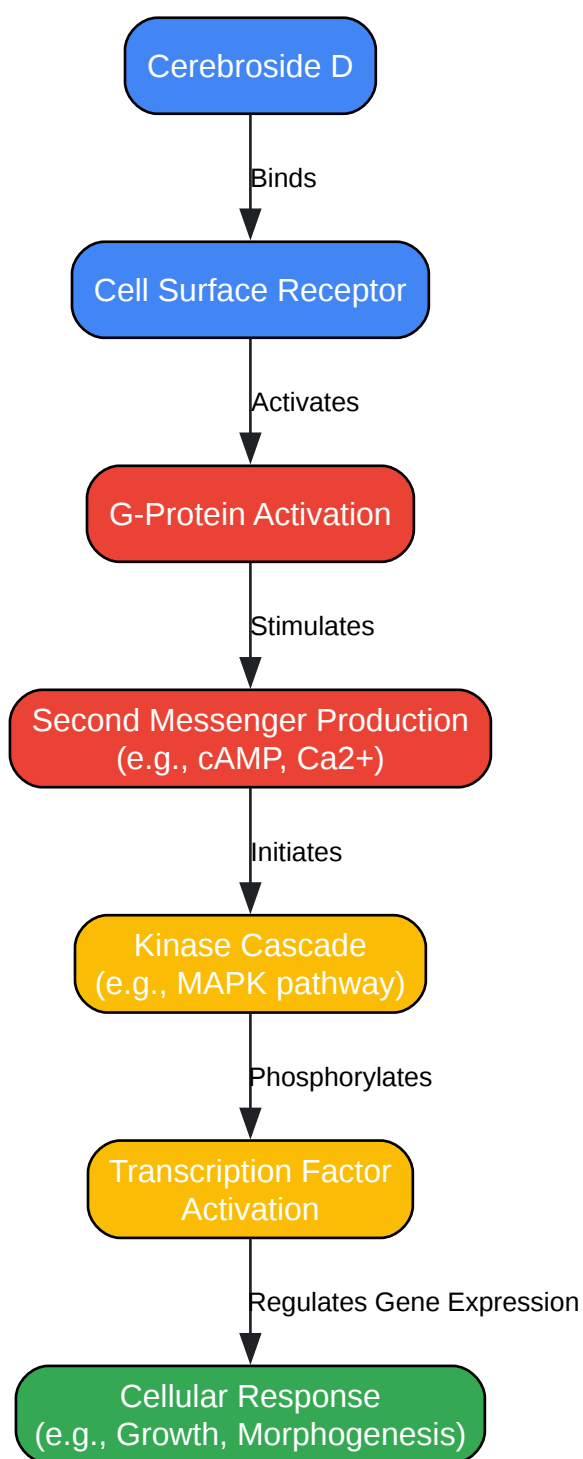 Cerebroside D
Binds
Cell Surface Receptor
Activates
G-Protein Activation
Stimulates
Second Messenger Production
(e.g., cAMP, Ca2+)
Initiates
Kinase Cascade
(e.g., MAPK pathway)
Phosphorylates
Transcription Factor
Activation
Regulates Gene Expression
Cellular Response
(e.g., Growth, Morphogenesis)